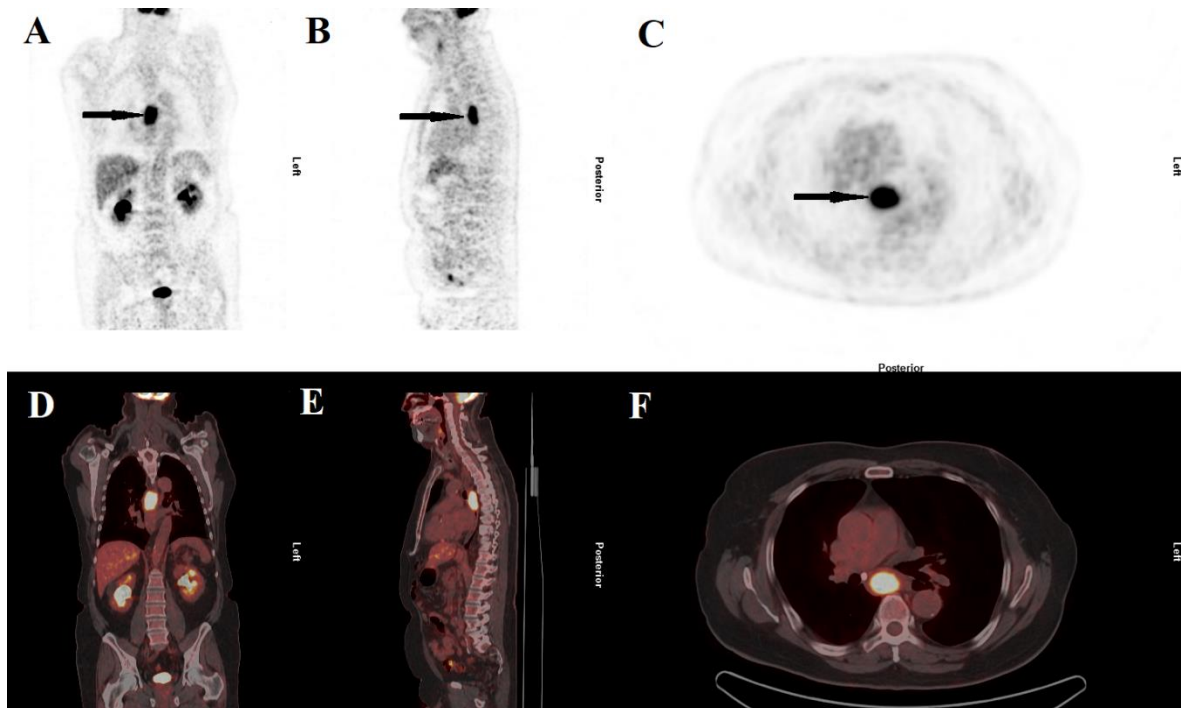 A
B
C
Left
Posterior
Left
Posterior
D
E
F
Left
Posterior
Left